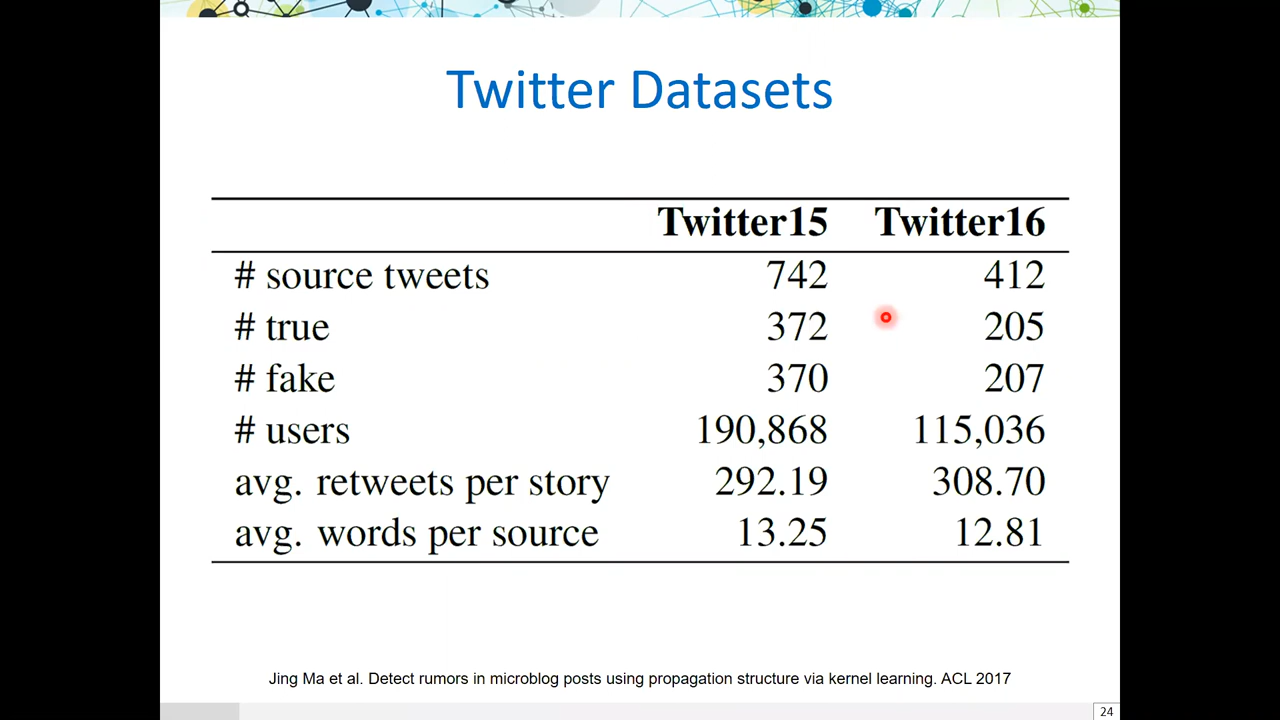 Twitter Datasets
Twitter15 Twitter16
# source tweets 742 412
# true 372 205
# fake 370 207
# users 190,868 115,036
avg. retweets per story 292.19 308.70
avg. words per source 13.25 12.81
Jing Ma et al. Detect rumors in microblog posts using propagation structure via kernel learning. ACL 2017
24